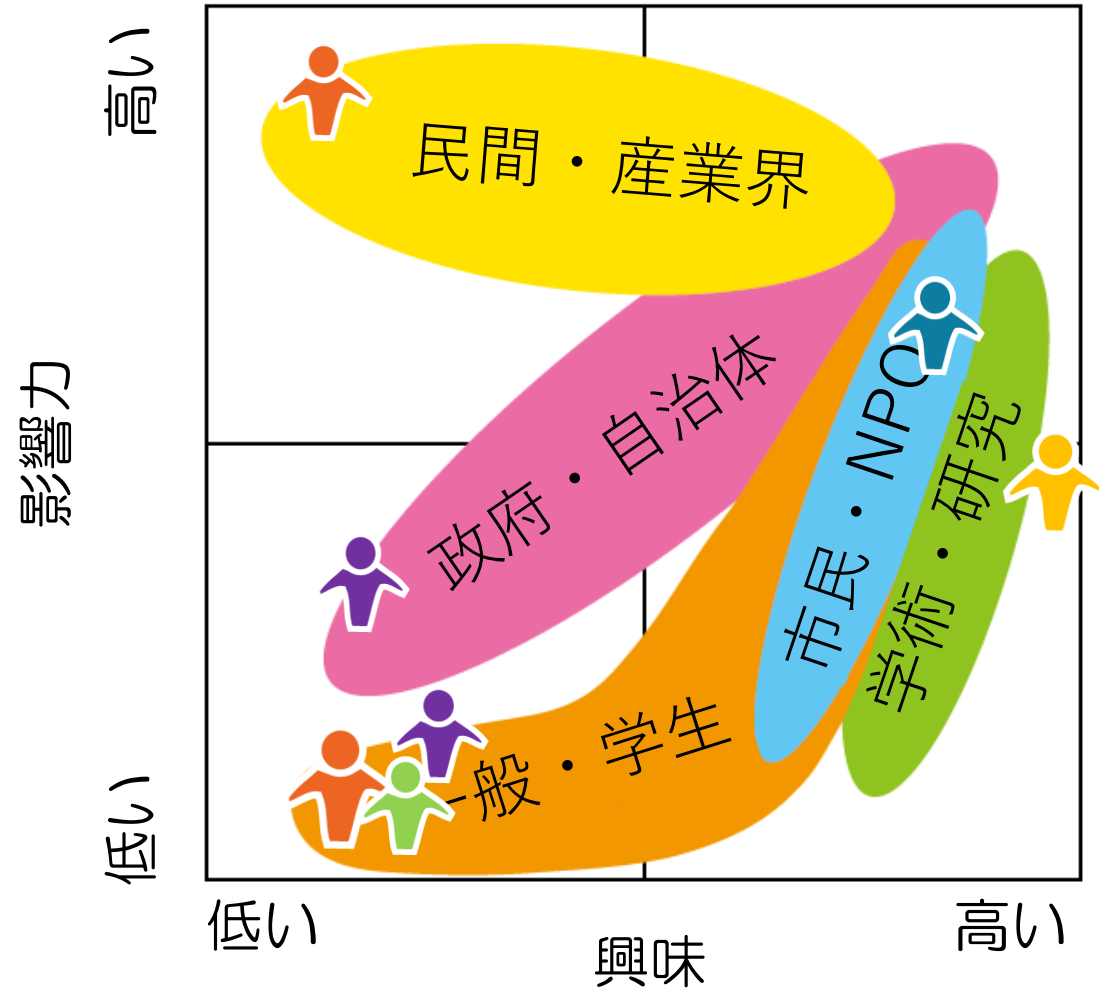 高い
民間・産業界
影響力
政府・自治体
市民・NPO
学術・研究
一般・学生
低い
低い
高い
興味